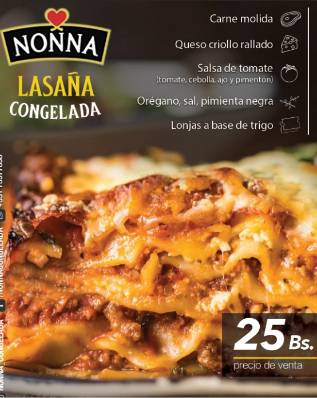 NONNA
LASAÑA
CONGELADA
Carne molida
Queso criollo rallado
Salsa de tomate
(tomate, cebolla, ajo y pimentón)
Orégano, sal, pimienta negra
Lonjas a base de trigo
25 Bs.
precio de venta